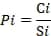 Pi = Ci/Si